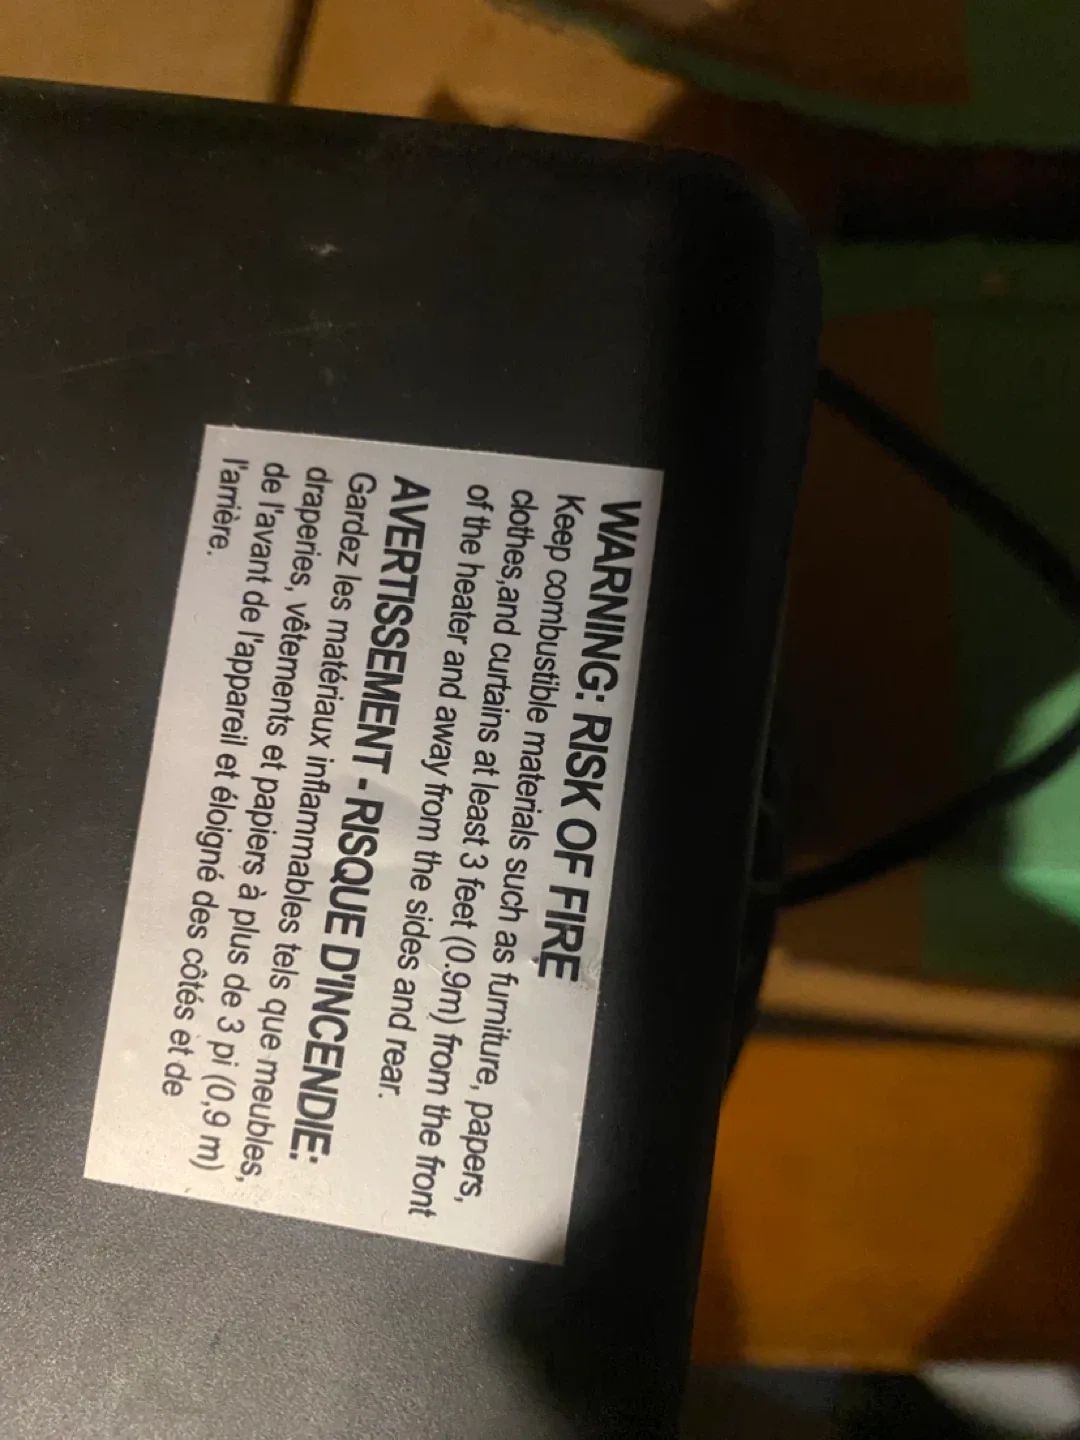 WARNING: RISK OF FIRE
Keep combustible materials such as furniture, papers,
clothes,and curtains at least 3 feet (0.9m) from the front
of the heater and away from the sides and rear.
AVERTISSEMENT - RISQUE D'INCENDIE:
Gardez les matériaux inflammables tels que meubles,
draperies, vêtements et papiers à plus de 3 pi (0,9 m)
de l'avant de l'appareil et éloigné des côtés et de
l'arrière.